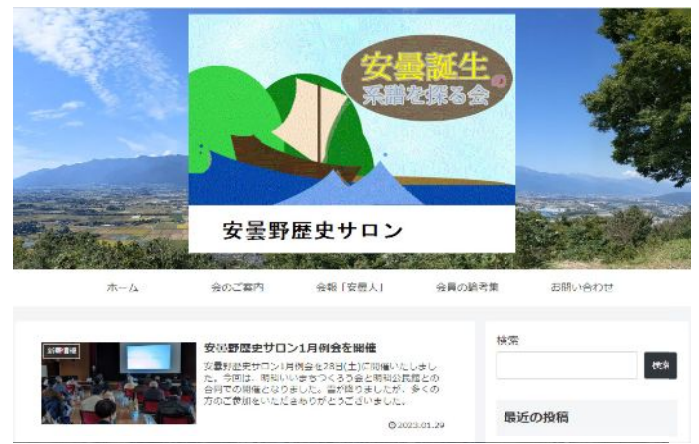 安曇誕生
系譜を探る会
安曇野歴史サロン
ホーム
会のご案内
会報「安曇人」
会員の論考集
お問い合わせ
新着情報
安曇野歴史サロン1月例会を開催
安曇野歴史サロン1月例会を28日(土)に開催いたしまし
た。今回は、明科いいまちつくろう会と明科公民館との
合同での開催となりました。雪が降りましたが、多くの
方のご参加をいただきありがとうございました。
2023.01.29
検索
検索
最近の投稿